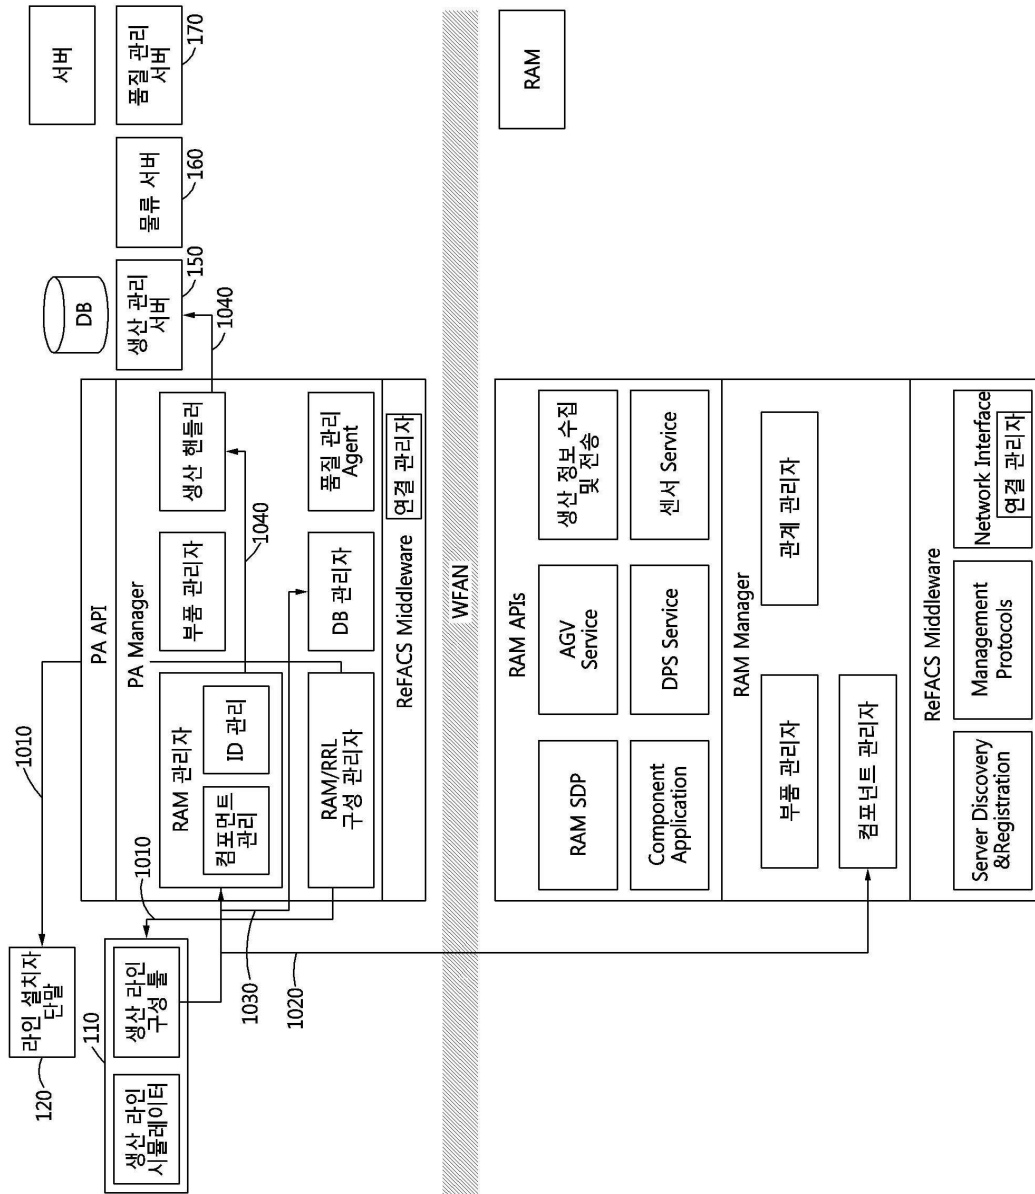 120
라인 설치자
단말
1010
서버
110
생산 라인
시뮬레이터
생산 라인
구성 툴
DB
PA API
생산 관리
서버
150
물류 서버
160
품질 관리
서버
170
1010
PA Manager
RAM 관리자
컴포먼트
관리
ID 관리
부품 관리자
생산 핸들러
1040
1040
1030
1020
RAM/RRL
구성 관리자
DB 관리자
품질 관리
Agent
ReFACS Middleware
연결 관리자
WFAN
RAM APIs
RAM
RAM SDP
AGV
Service
생산 정보 수집
및 전송
Component
Application
DPS Service
센서 Service
RAM Manager
부품 관리자
관계 관리자
컴포넌트 관리자
ReFACS Middleware
Server Discovery
&Registration
Management
Protocols
Network Interface
연결 관리자